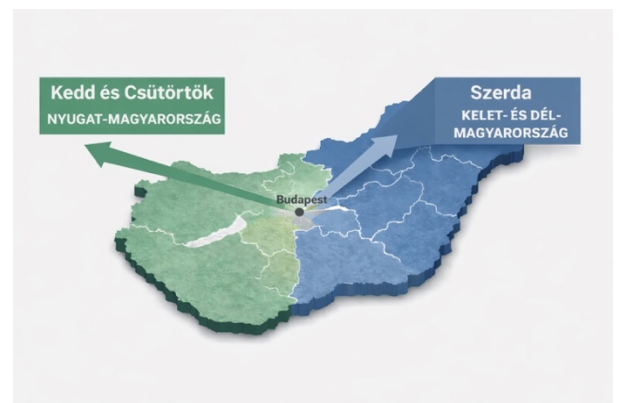 Kedd és Csütörtök
NYUGAT-MAGYARORSZÁG
Szerda
KELET- ÉS DÉL-
MAGYARORSZÁG
Budapest